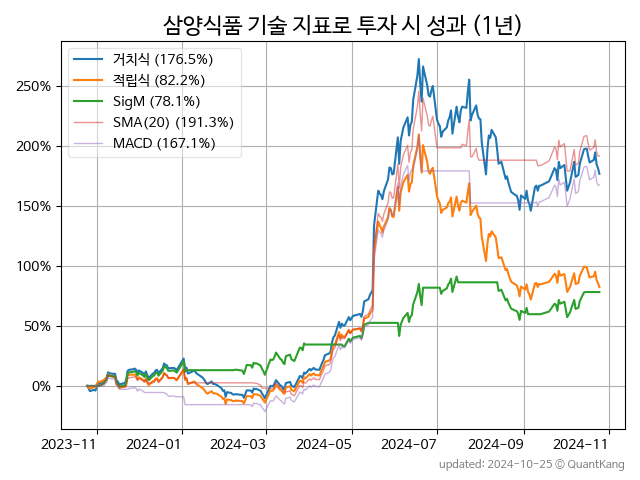 삼양식품 기술 지표로 투자 시 성과 (1년)
거치식 (176.5%)
적립식 (82.2%)
SigM (78.1%)
SMA(20) (191.3%)
MACD (167.1%)
250%
200%
150%
100%
50%
0%
2023-11 2024-01 2024-03 2024-05 2024-07 2024-09 2024-11
updated: 2024-10-25 © QuantKang